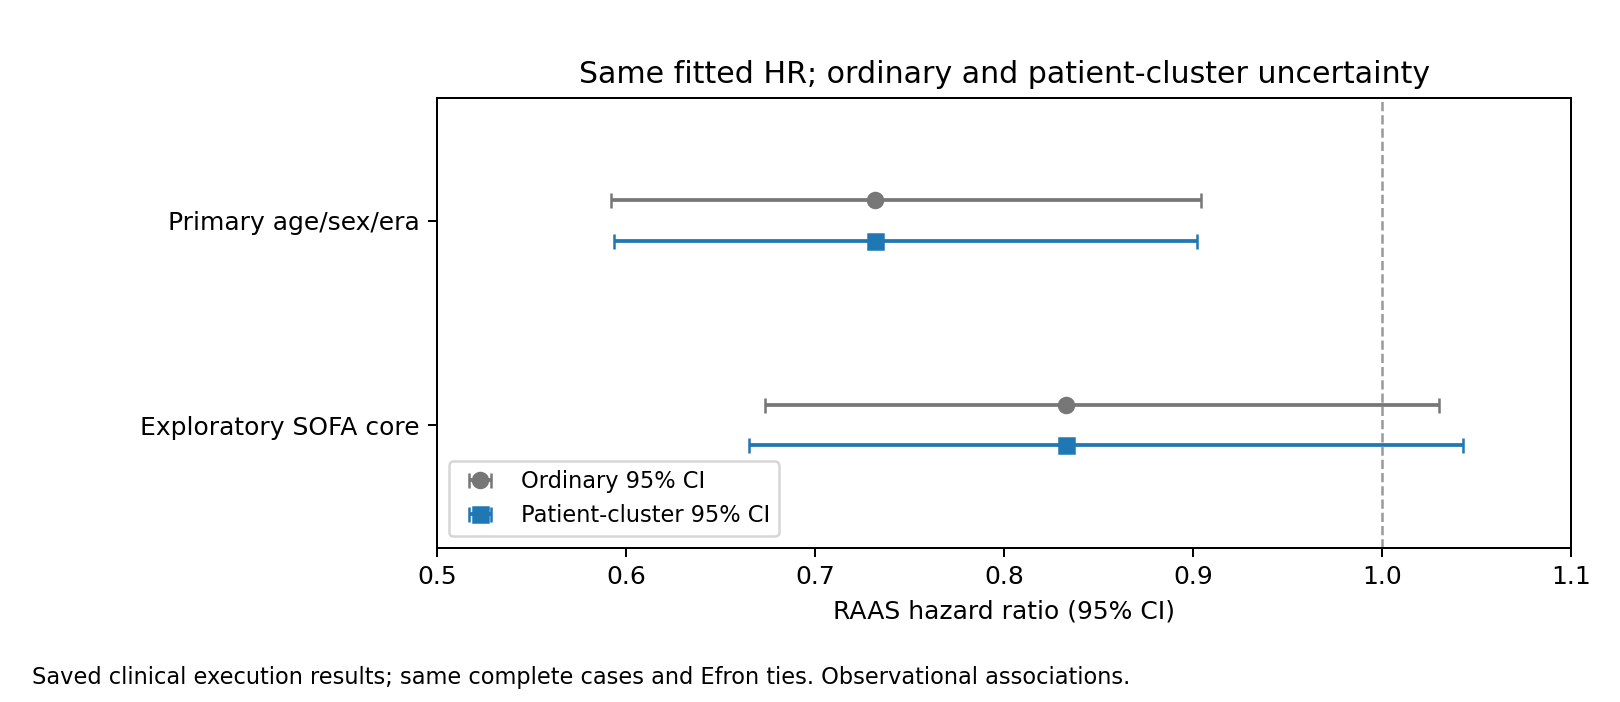 Same fitted HR; ordinary and patient-cluster uncertainty
Primary age/sex/era
Exploratory SOFA core
Ordinary 95% CI
Patient-cluster 95% CI
0.5 0.6 0.7 0.8 0.9 1.0 1.1
RAAS hazard ratio (95% CI)
Saved clinical execution results; same complete cases and Efron ties. Observational associations.